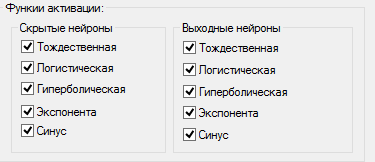 Функии активации:
Скрытые нейроны
Тождественная
Логистическая
Гиперболическая
Экспонента
Синус
Выходные нейроны
Тождественная
Логистическая
Гиперболическая
Экспонента
Синус